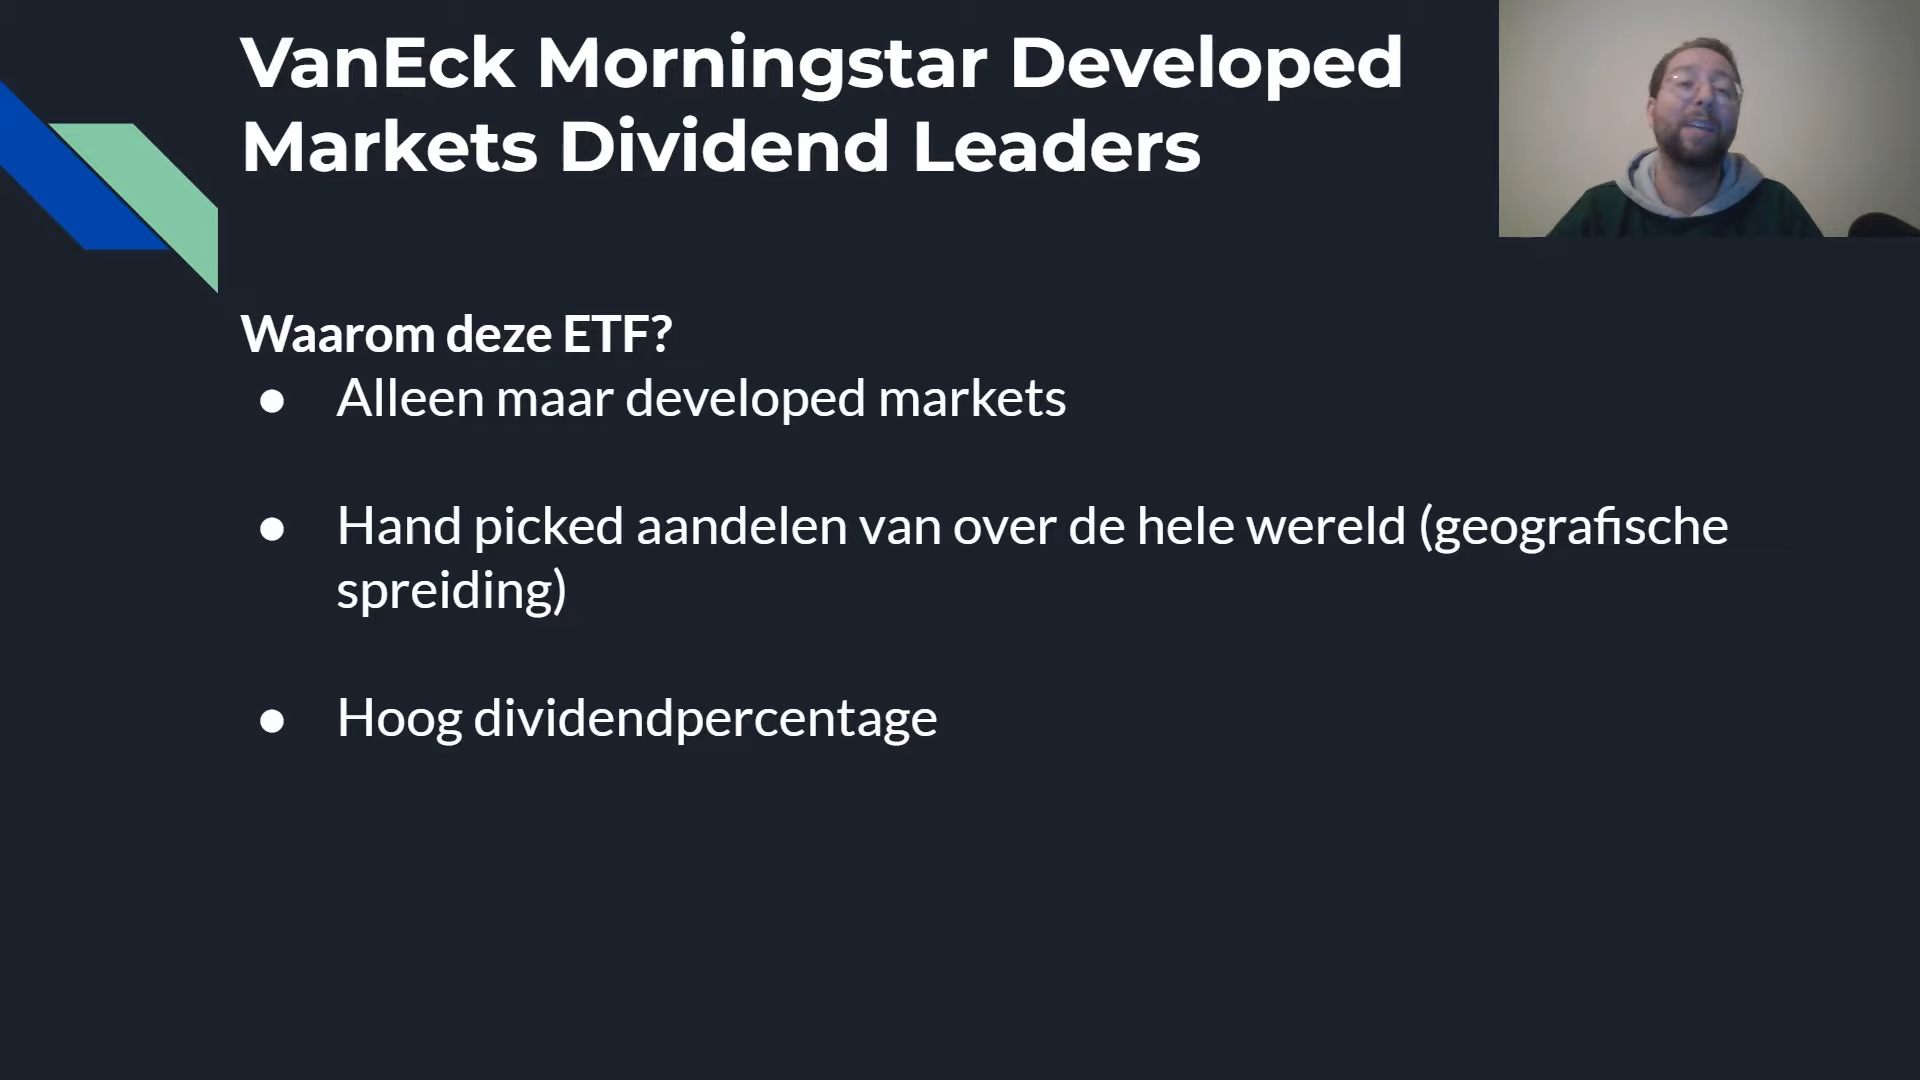 VanEck Morningstar Developed
Markets Dividend Leaders
Waarom deze ETF?
● Alleen maar developed markets
● Hand picked aandelen van over de hele wereld (geografische
spreiding)
● Hoog dividendpercentage